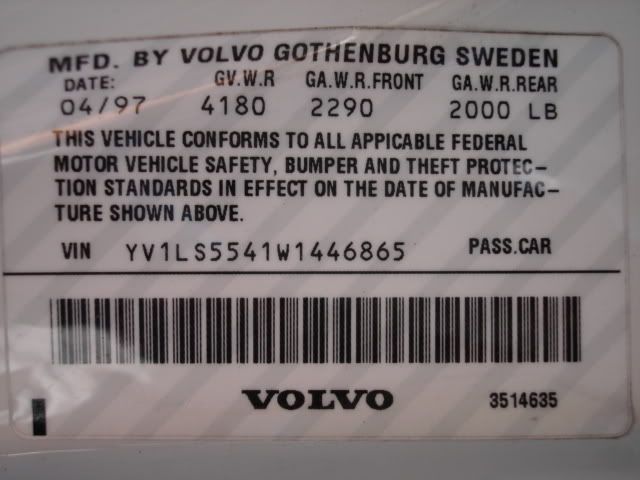 MFD. BY VOLVO GOTHENBURG SWEDEN
DATE: GV.W.R GA.W.R.FRONT GA.W.R.REAR
04/97 4180 2290 2000 LB
THIS VEHICLE CONFORMS TO ALL APPICABLE FEDERAL
MOTOR VEHICLE SAFETY, BUMPER AND THEFT PROTEC-
TION STANDARDS IN EFFECT ON THE DATE OF MANUFAC-
TURE SHOWN ABOVE.
VIN YV1LS5541W1446865 PASS.CAR
VOLVO 3514635